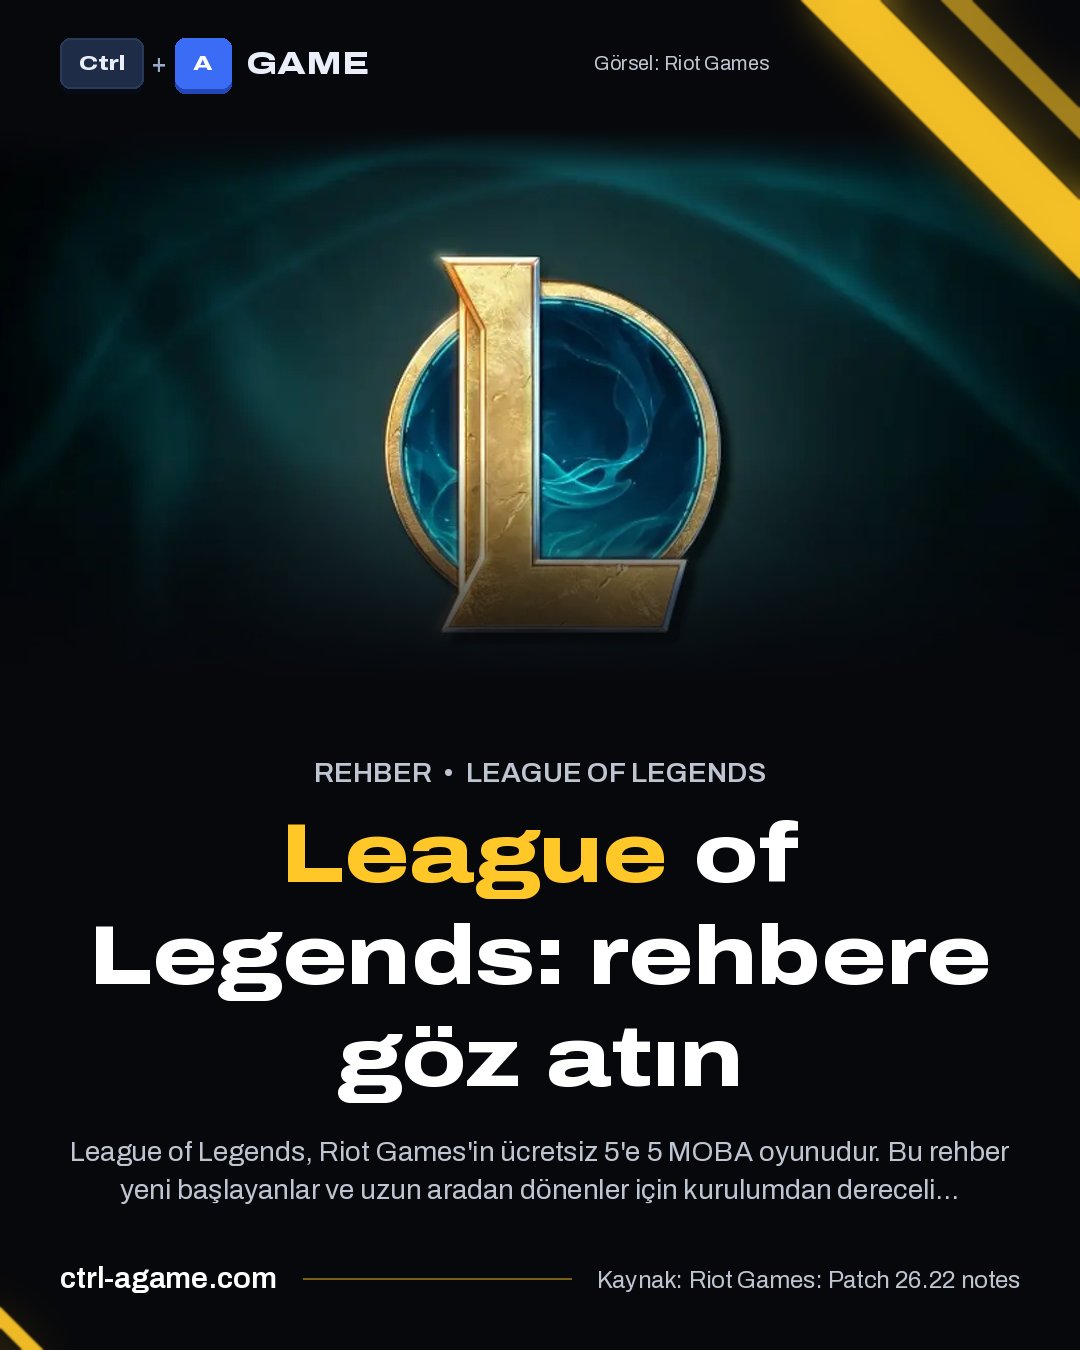 Ctrl + A GAME
Görsel: Riot Games
REHBER • LEAGUE OF LEGENDS
League of
Legends: rehbere
göz atın
League of Legends, Riot Games'in ücretsiz 5'e 5 MOBA oyunudur. Bu rehber
yeni başlayanlar ve uzun aradan dönenler için kurulumdan dereceli...
ctrl-agame.com
Kaynak: Riot Games: Patch 26.22 notes